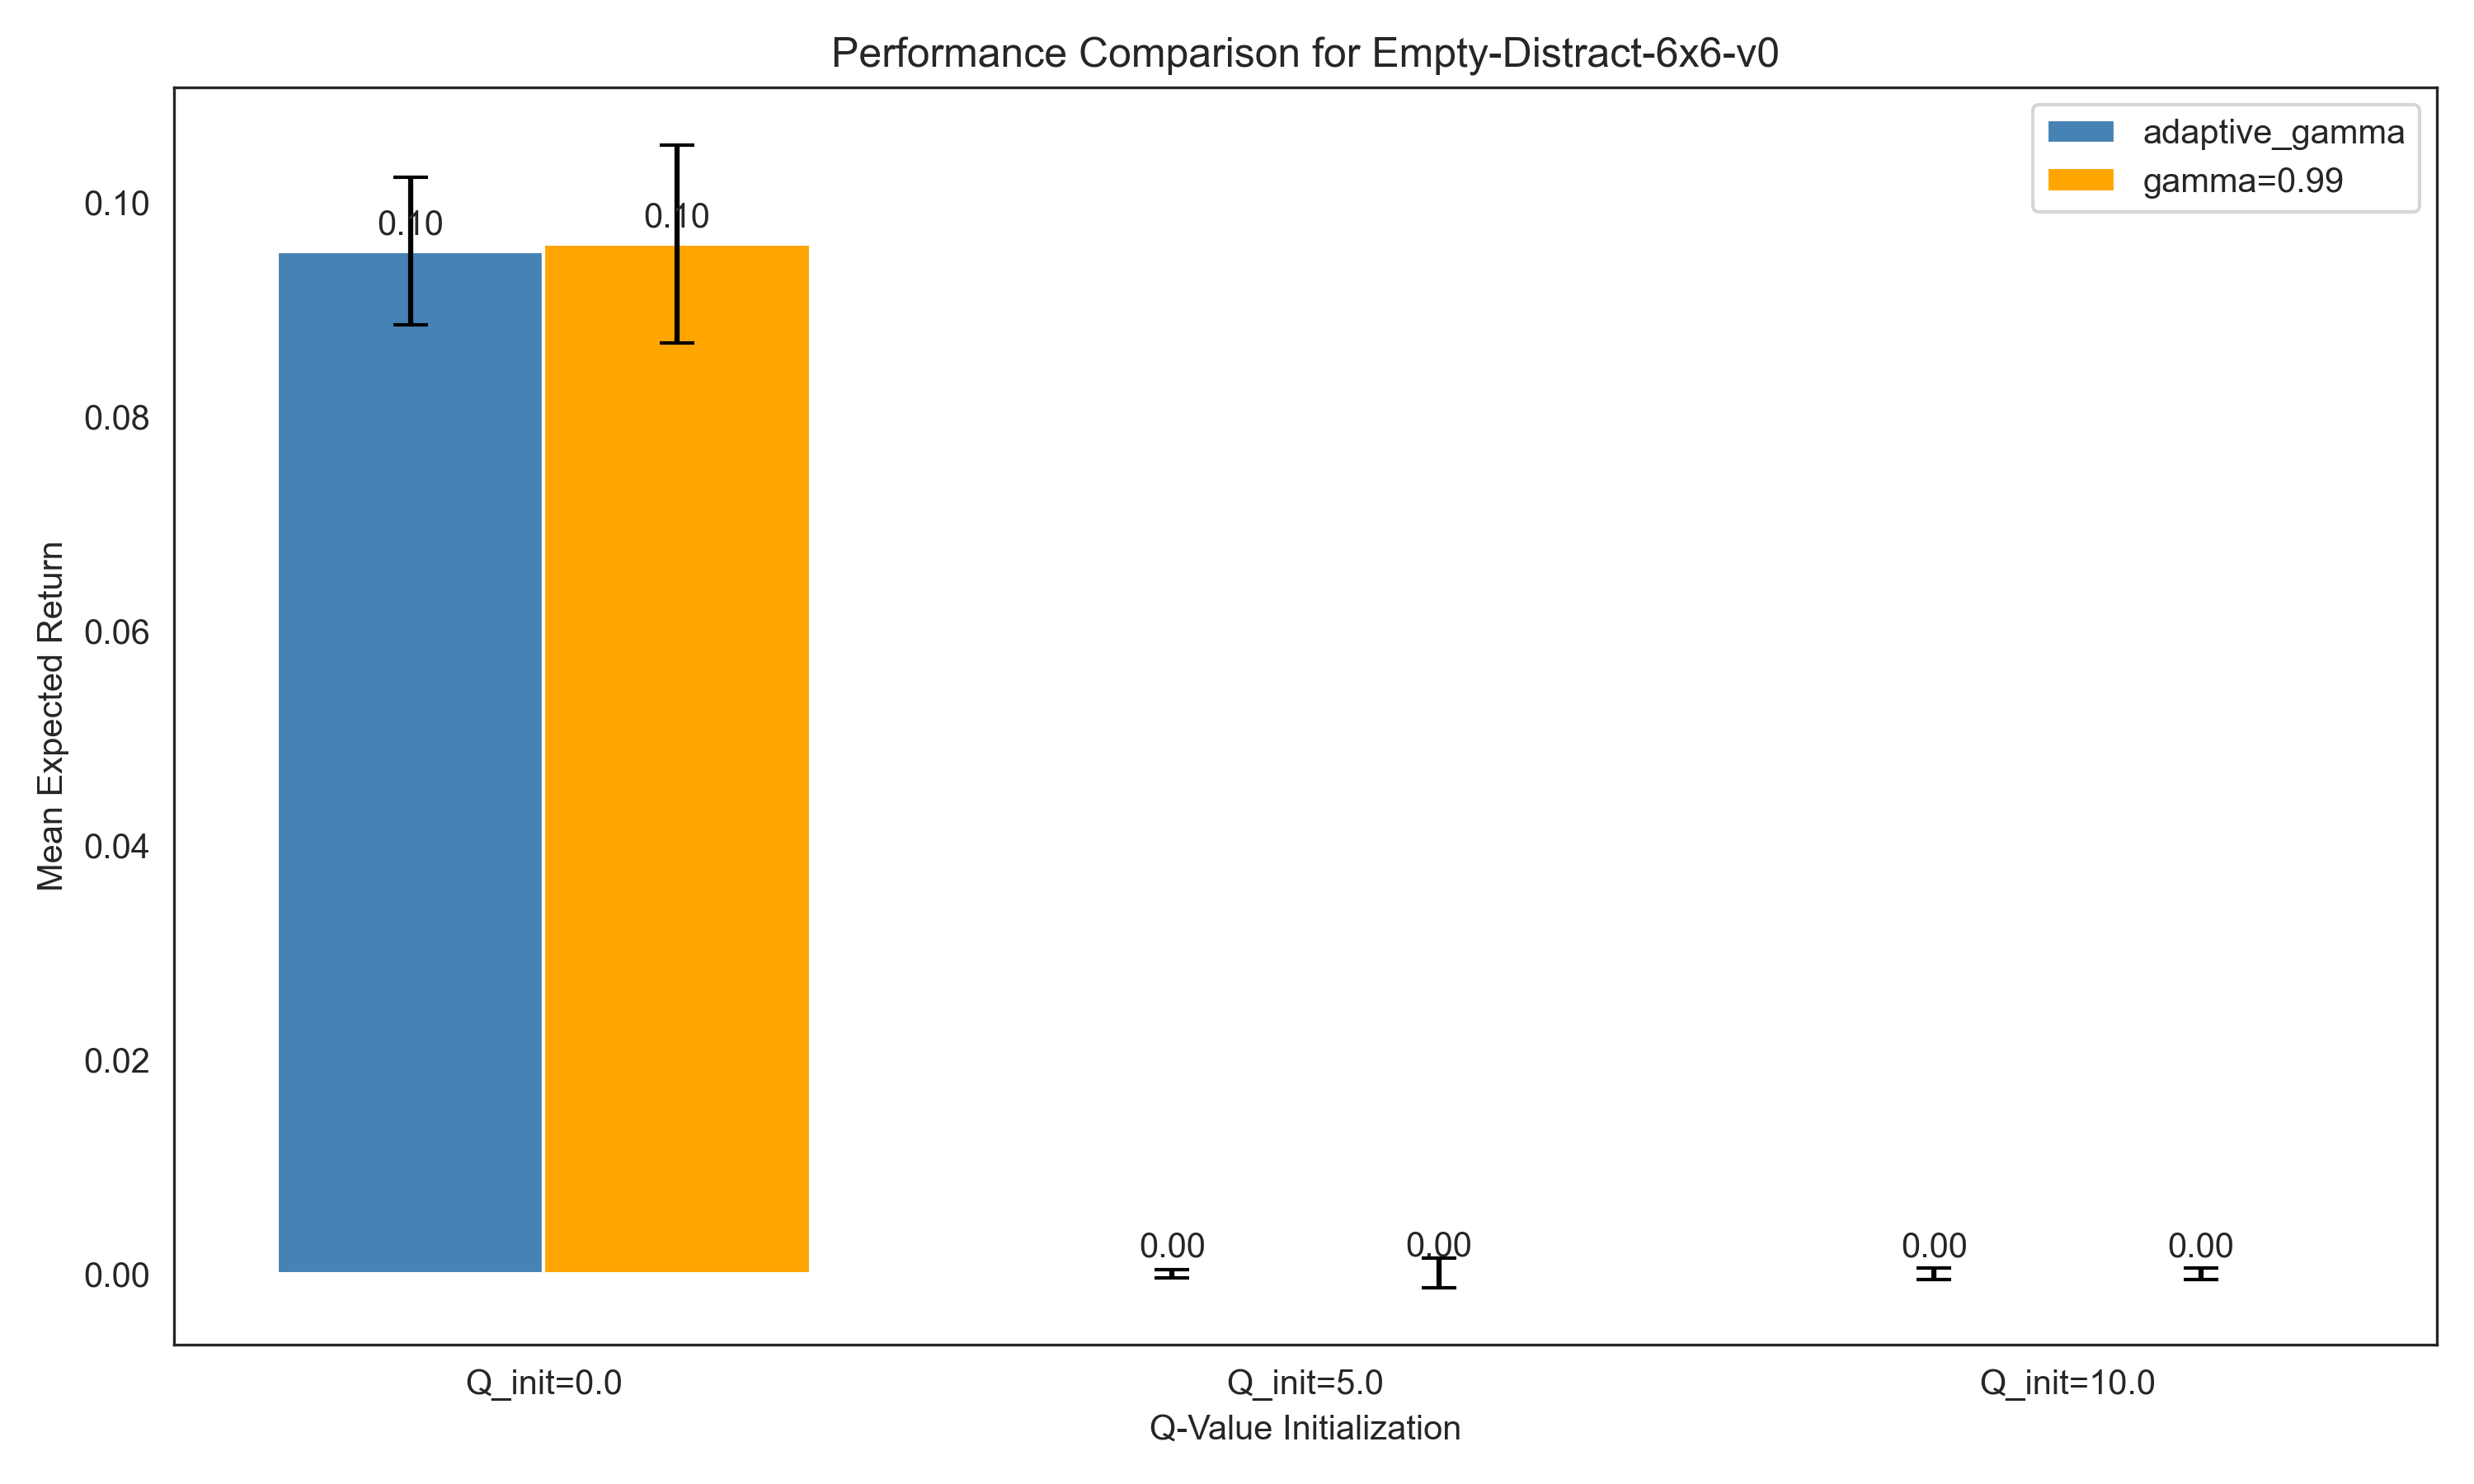 Performance Comparison for Empty-Distract-6x6-v0
adaptive_gamma
gamma=0.99
Mean Expected Return
0.10
0.08
0.06
0.04
0.02
0.00
0.10
0.10
0.00
0.00
0.00
0.00
Q_init=0.0
Q_init=5.0
Q_init=10.0
Q-Value Initialization